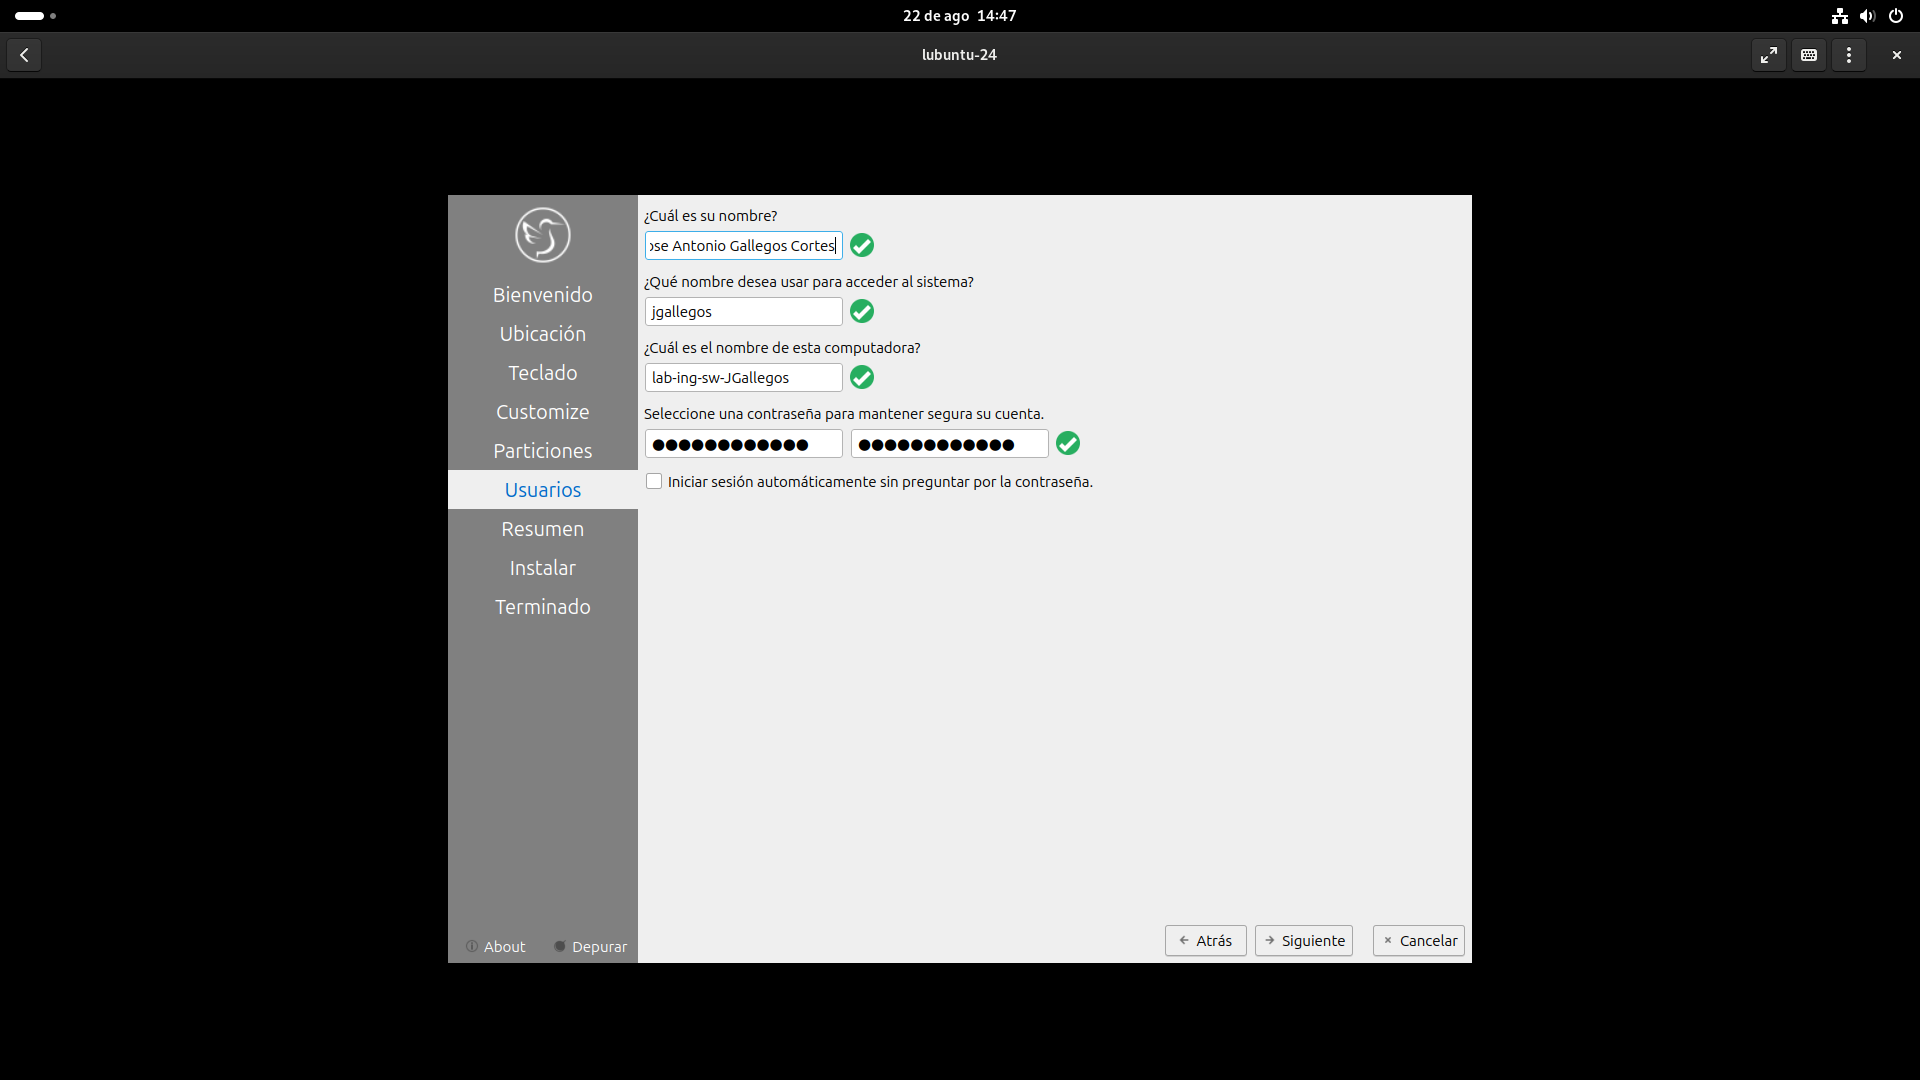 22 de ago 14:47
lubuntu-24
Bienvenido
Ubicación
Teclado
Customize
Particiones
Usuarios
Resumen
Instalar
Terminado
About
Depurar
¿Cuál es su nombre?
ose Antonio Gallegos Cortes
¿Qué nombre desea usar para acceder al sistema?
jgallegos
¿Cuál es el nombre de esta computadora?
lab-ing-sw-JGallegos
Seleccione una contraseña para mantener segura su cuenta.
●●●●●●●●●●●● ●●●●●●●●●●●●
Iniciar sesión automáticamente sin preguntar por la contraseña.
Atrás
Siguiente
Cancelar